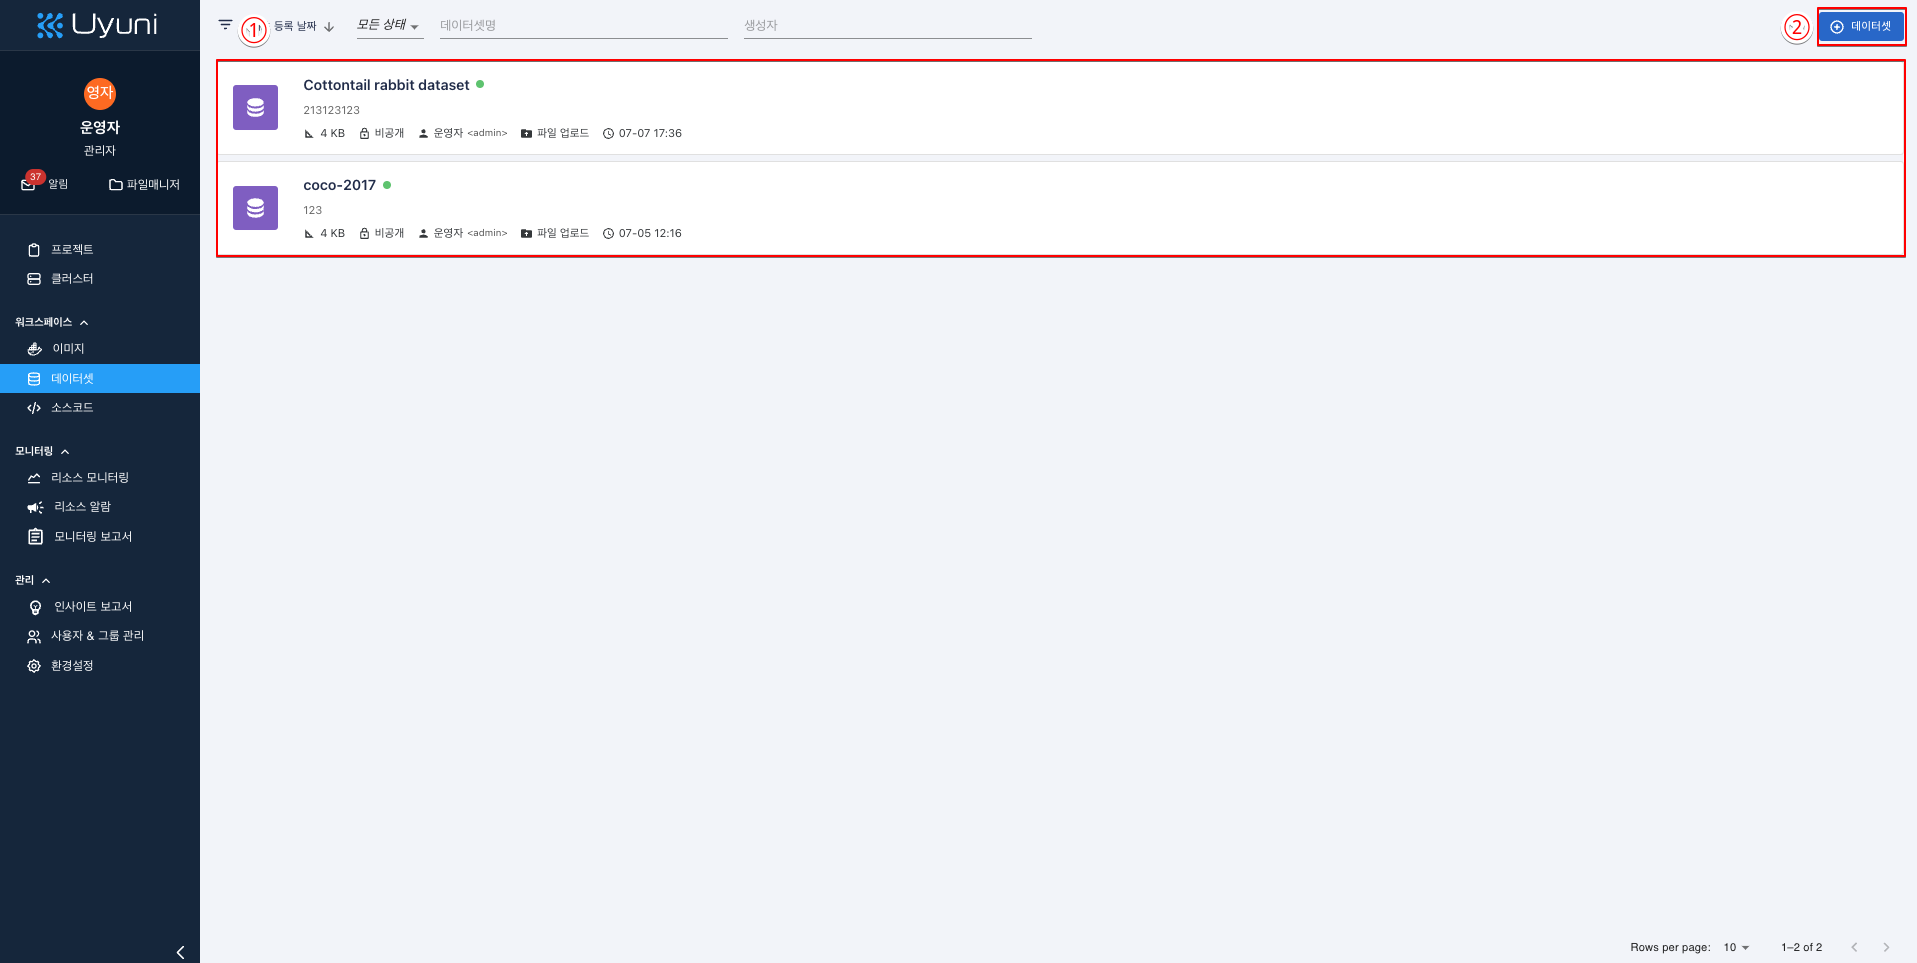 Uyuni
영자
운영자
관리자
37
알림
파일매니저
프로젝트
클러스터
워크스페이스
이미지
데이터셋
소스코드
모니터링
리소스 모니터링
리소스 알람
모니터링 보고서
관리
인사이트 보고서
사용자 & 그룹 관리
환경설정
1 등록 날짜 모든 상태 데이터셋명 생성자
2 데이터셋
Cottontail rabbit dataset
213123123
4 KB 비공개 운영자 <admin> 파일 업로드 07-07 17:36
coco-2017
123
4 KB 비공개 운영자 <admin> 파일 업로드 07-05 12:16
Rows per page: 10 1–2 of 2